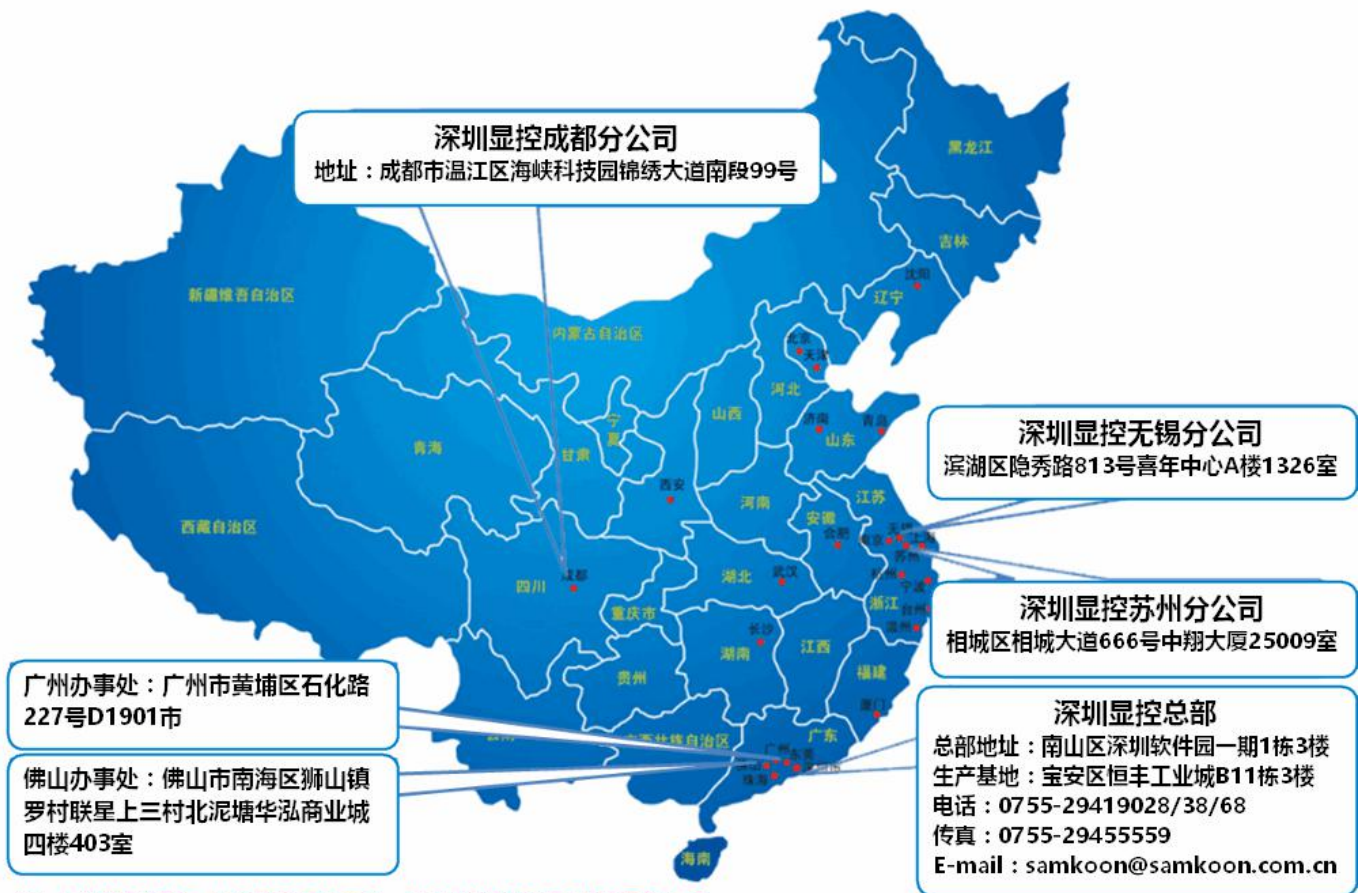 深圳显控成都分公司
地址：成都市温江区海峡科技园锦绣大道南段99号
黑龙江
吉林
沈阳
辽宁
新疆维吾自治区
内蒙古自治区
北京
天津
河北
山西
宁
夏
济南
青岛
山东
青海
甘肃
深圳显控无锡分公司
滨湖区隐秀路813号喜年中心A楼1326室
西安
河南
江苏
安徽
西藏自治区
合肥
南京
无锡
上海
苏州
四川
成都
湖北
武汉
杭州
宁波
重庆市
浙江
台州
温州
深圳显控苏州分公司
相城区相城大道666号中翔大厦25009室
长沙
湖南
江西
贵州
福建
厦门
广州办事处：广州市黄埔区石化路
227号D1901市
广西壮族自治区
广东
广州
东莞
珠海
佛山办事处：佛山市南海区狮山镇
罗村联星上三村北泥塘华泓商业城
四楼403室
深圳显控总部
总部地址：南山区深圳软件园一期1栋3楼
生产基地：宝安区恒丰工业城B11栋3楼
电话：0755-29419028/38/68
传真：0755-29455559
E-mail：samkoon@samkoon.com.cn
海南